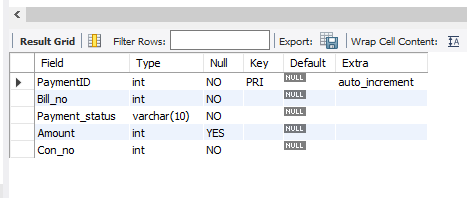 Result Grid Filter Rows: Export: Wrap Cell Content: IA
Field Type Null Key Default Extra
PaymentID int NO PRI NULL auto_increment
Bill_no int NO NULL
Payment_status varchar(10) NO NULL
Amount int YES NULL
Con_no int NO NULL